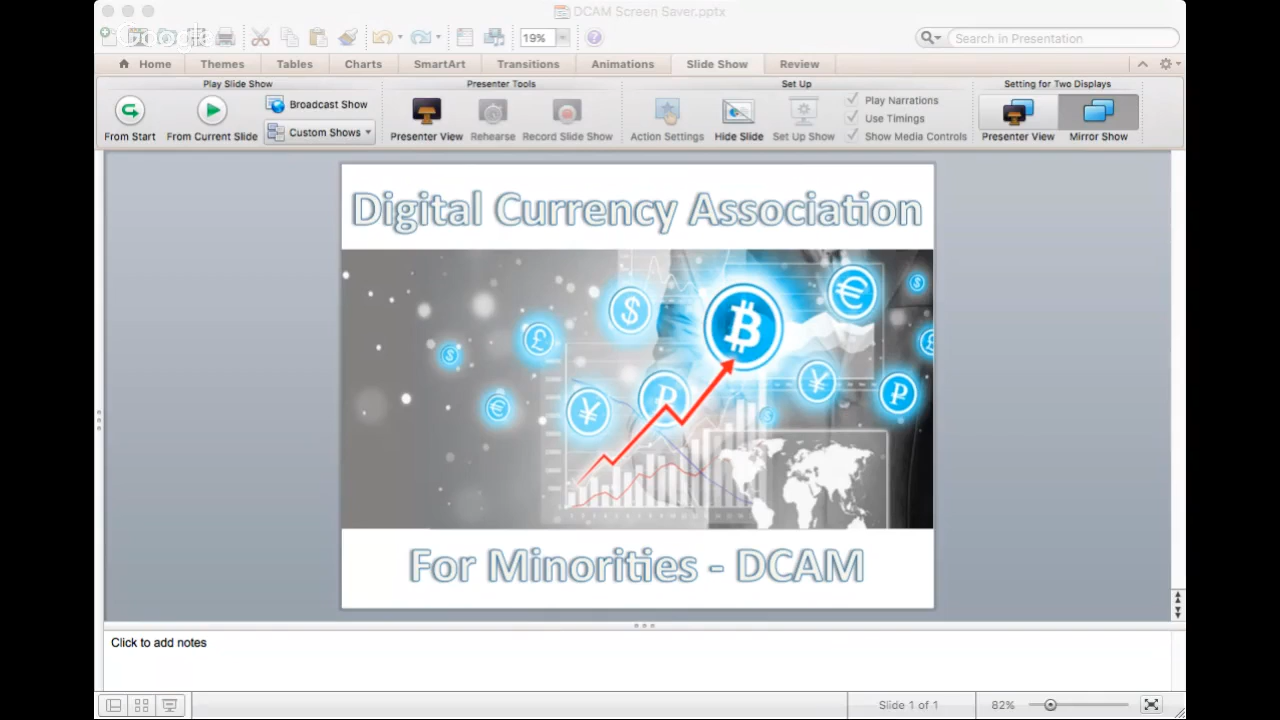 DCAM Screen Saver.pptx
19%
Search in Presentation
Home Themes Tables Charts SmartArt Transitions Animations Slide Show Review
Play Slide Show Presenter Tools Set Up Setting for Two Displays
From Start From Current Slide Broadcast Show Custom Shows
Presenter View Rehearse Record Slide Show
Action Settings Hide Slide Set Up Show Play Narrations
Use Timings
Show Media Controls
Presenter View Mirror Show
Digital Currency Association
For Minorities - DCAM
Click to add notes
Slide 1 of 1 82%